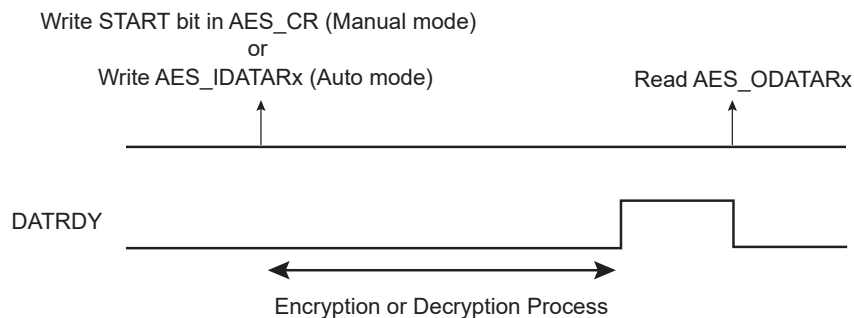 Write START bit in AES_CR (Manual mode)
or
Write AES_IDATARx (Auto mode)
Read AES_ODATARx
DATRDY
Encryption or Decryption Process